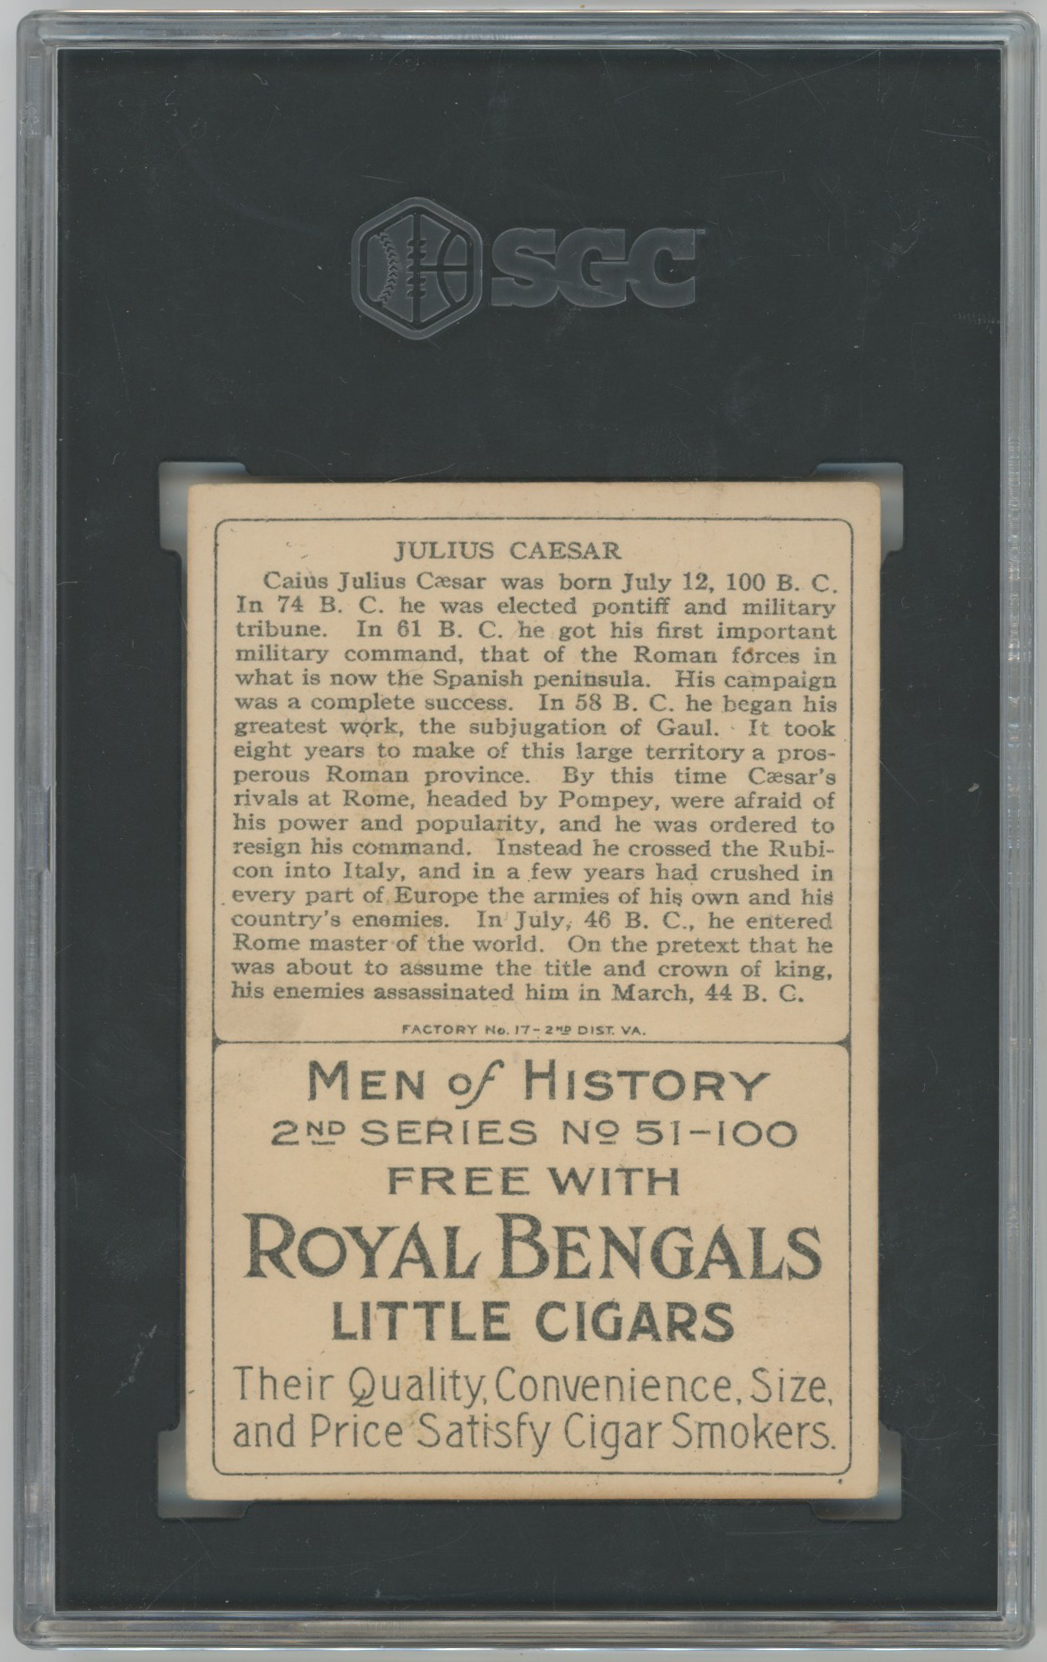 SGC
JULIUS CAESAR
Caius Julius Cæsar was born July 12, 100 B. C.
In 74 B. C. he was elected pontiff and military
tribune. In 61 B. C. he got his first important
military command, that of the Roman forces in
what is now the Spanish peninsula. His campaign
was a complete success. In 58 B. C. he began his
greatest work, the subjugation of Gaul. It took
eight years to make of this large territory a pros-
perous Roman province. By this time Cæsar's
rivals at Rome, headed by Pompey, were afraid of
his power and popularity, and he was ordered to
resign his command. Instead he crossed the Rubi-
con into Italy, and in a few years had crushed in
every part of Europe the armies of his own and his
country's enemies. In July, 46 B. C., he entered
Rome master of the world. On the pretext that he
was about to assume the title and crown of king,
his enemies assassinated him in March, 44 B. C.
FACTORY No. 17-2ND DIST. VA.
MEN of HISTORY
2ND SERIES NO 51-100
FREE WITH
ROYAL BENGALS
LITTLE CIGARS
Their Quality, Convenience, Size,
and Price Satisfy Cigar Smokers.